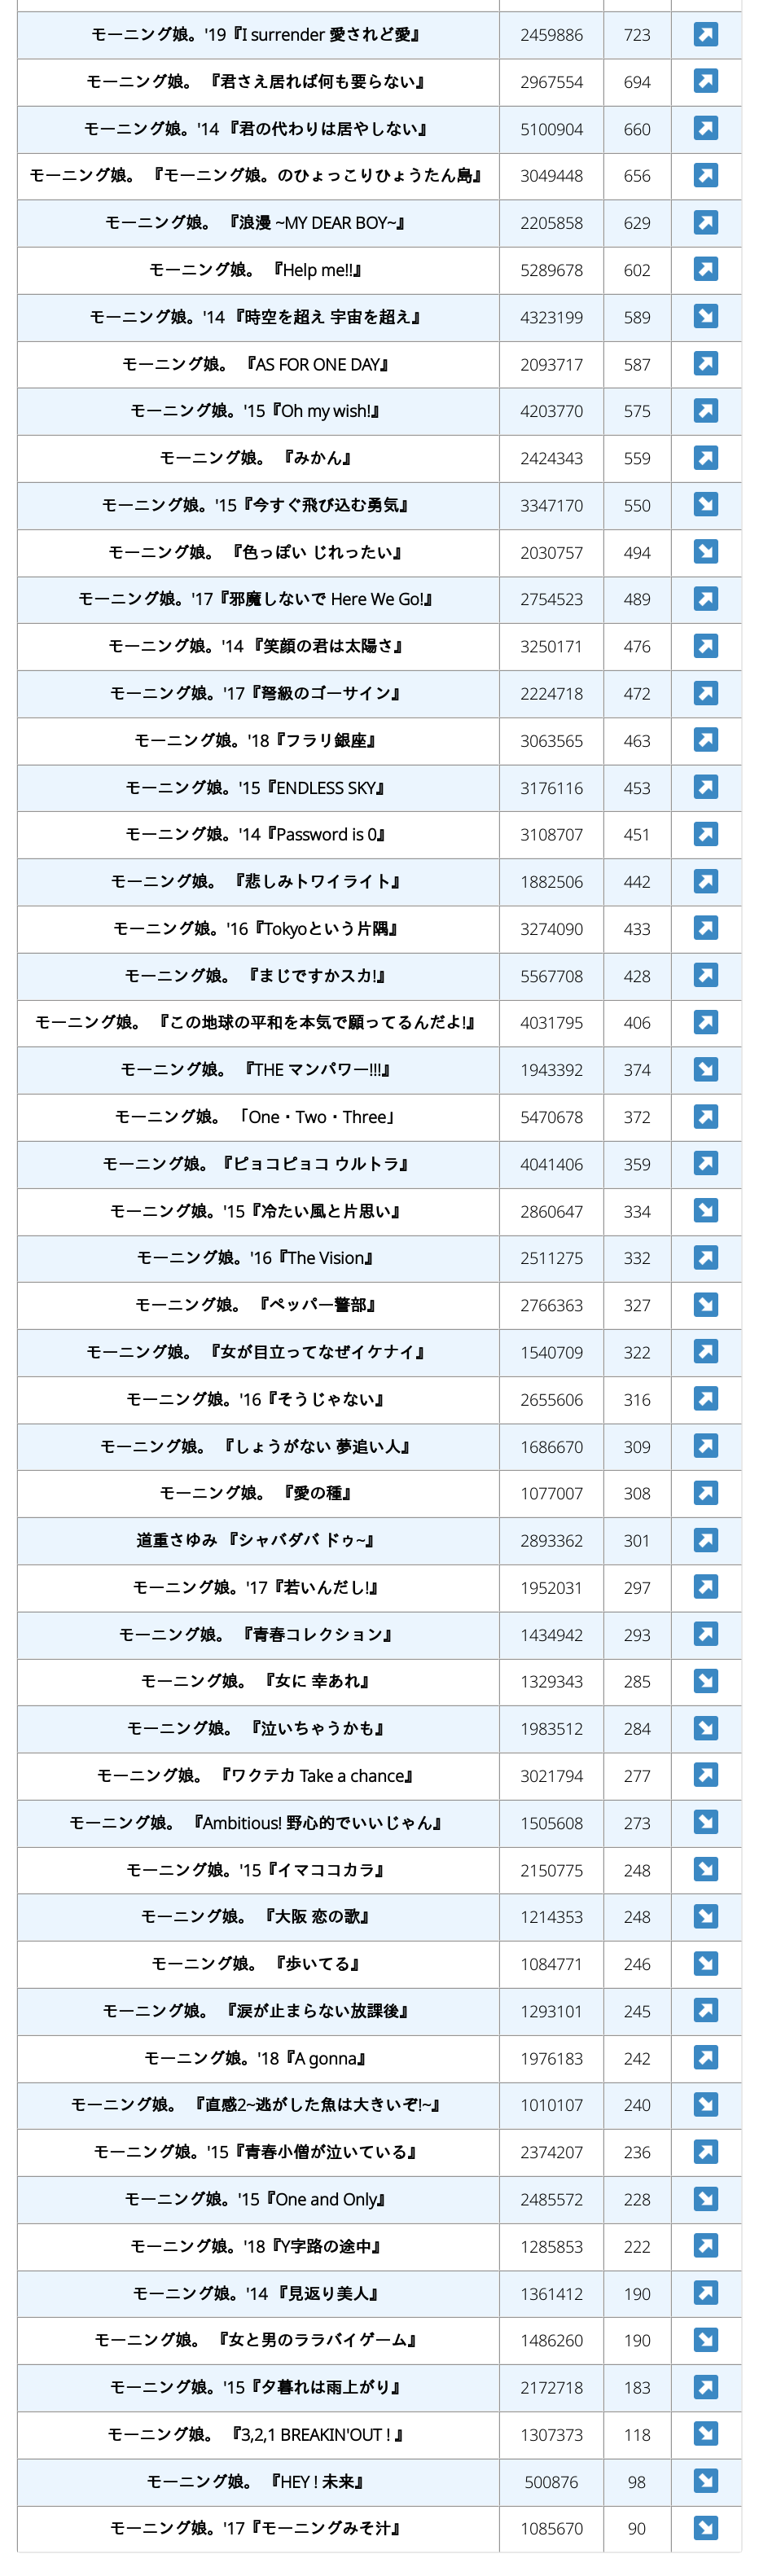 モーニング娘。'19『I surrender 愛されど愛』 2459886 723 ↗
モーニング娘。 『君さえ居れば何も要らない』 2967554 694 ↗
モーニング娘。'14 『君の代わりは居やしない』 5100904 660 ↗
モーニング娘。 『モーニング娘。のひょっこりひょうたん島』 3049448 656 ↗
モーニング娘。 『浪漫 ~MY DEAR BOY~』 2205858 629 ↗
モーニング娘。 『Help me!!』 5289678 602 ↗
モーニング娘。'14 『時空を超え 宇宙を超え』 4323199 589 ↘
モーニング娘。 『AS FOR ONE DAY』 2093717 587 ↗
モーニング娘。'15『Oh my wish!』 4203770 575 ↗
モーニング娘。 『みかん』 2424343 559 ↗
モーニング娘。'15『今すぐ飛び込む勇気』 3347170 550 ↘
モーニング娘。 『色っぽい じれったい』 2030757 494 ↘
モーニング娘。'17『邪魔しないで Here We Go!』 2754523 489 ↗
モーニング娘。'14 『笑顔の君は太陽さ』 3250171 476 ↗
モーニング娘。'17『弩級のゴーサイン』 2224718 472 ↗
モーニング娘。'18『フラリ銀座』 3063565 463 ↗
モーニング娘。'15『ENDLESS SKY』 3176116 453 ↗
モーニング娘。'14『Password is 0』 3108707 451 ↗
モーニング娘。 『悲しみトワイライト』 1882506 442 ↗
モーニング娘。'16『Tokyoという片隅』 3274090 433 ↗
モーニング娘。 『まじですかスカ!』 5567708 428 ↗
モーニング娘。 『この地球の平和を本気で願ってるんだよ!』 4031795 406 ↗
モーニング娘。 『THE マンパワー!!!』 1943392 374 ↘
モーニング娘。 「One・Two・Three」 5470678 372 ↗
モーニング娘。『ピョコピョコ ウルトラ』 4041406 359 ↗
モーニング娘。'15『冷たい風と片思い』 2860647 334 ↘
モーニング娘。'16『The Vision』 2511275 332 ↗
モーニング娘。 『ペッパー警部』 2766363 327 ↘
モーニング娘。 『女が目立ってなぜイケナイ』 1540709 322 ↗
モーニング娘。'16『そうじゃない』 2655606 316 ↗
モーニング娘。 『しょうがない 夢追い人』 1686670 309 ↗
モーニング娘。 『愛の種』 1077007 308 ↗
道重さゆみ 『シャバダバ ドゥ~』 2893362 301 ↗
モーニング娘。'17『若いんだし!』 1952031 297 ↗
モーニング娘。 『青春コレクション』 1434942 293 ↗
モーニング娘。 『女に 幸あれ』 1329343 285 ↘
モーニング娘。 『泣いちゃうかも』 1983512 284 ↘
モーニング娘。 『ワクテカ Take a chance』 3021794 277 ↗
モーニング娘。 『Ambitious! 野心的でいいじゃん』 1505608 273 ↘
モーニング娘。'15『イマココカラ』 2150775 248 ↘
モーニング娘。 『大阪 恋の歌』 1214353 248 ↘
モーニング娘。 『歩いてる』 1084771 246 ↘
モーニング娘。 『涙が止まらない放課後』 1293101 245 ↗
モーニング娘。'18『A gonna』 1976183 242 ↗
モーニング娘。 『直感2~逃がした魚は大きいぞ!~』 1010107 240 ↘
モーニング娘。'15『青春小僧が泣いている』 2374207 236 ↗
モーニング娘。'15『One and Only』 2485572 228 ↘
モーニング娘。'18『Y字路の途中』 1285853 222 ↗
モーニング娘。'14 『見返り美人』 1361412 190 ↗
モーニング娘。 『女と男のララバイゲーム』 1486260 190 ↘
モーニング娘。'15『夕暮れは雨上がり』 2172718 183 ↗
モーニング娘。 『3,2,1 BREAKIN'OUT ! 』 1307373 118 ↘
モーニング娘。 『HEY ! 未来』 500876 98 ↘
モーニング娘。'17『モーニングみそ汁』 1085670 90 ↘